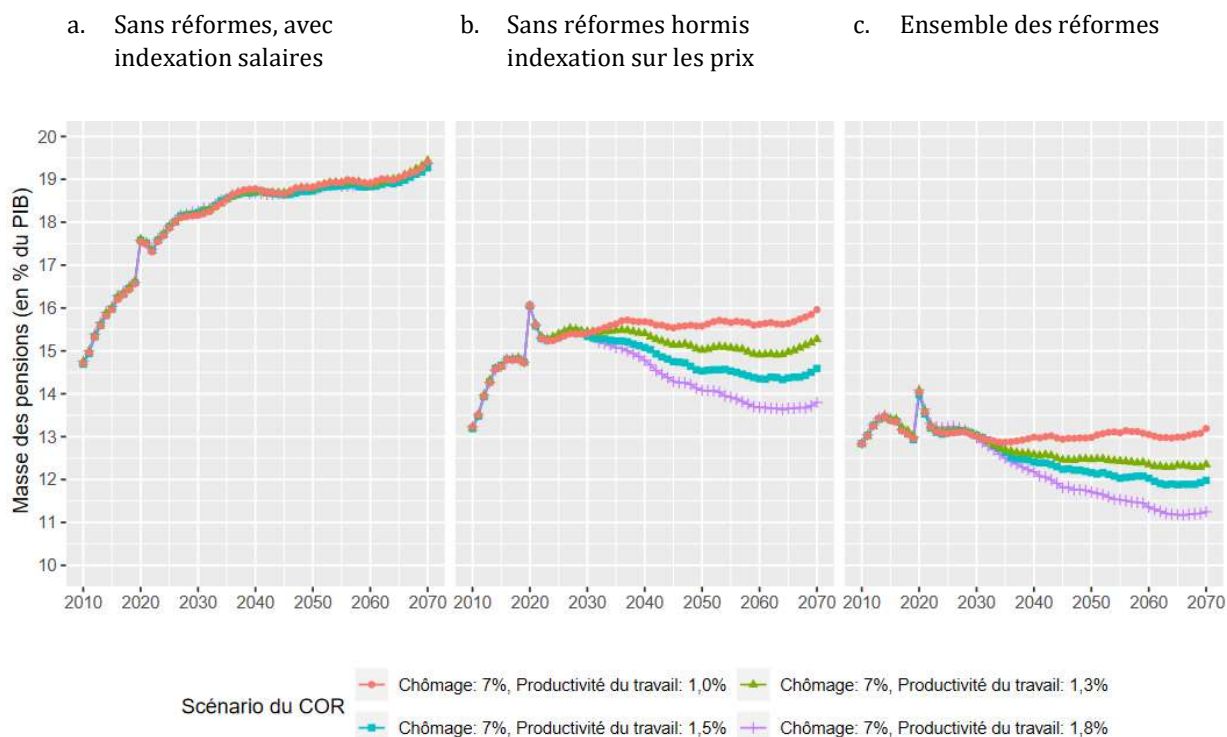 a. Sans réformes, avec
indexation salaires
b. Sans réformes hormis
indexation sur les prix
c. Ensemble des réformes
Masse des pensions (en % du PIB)
20
19
18
17
16
15
14
13
12
11
10
2010 2020 2030 2040 2050 2060 2070
2010 2020 2030 2040 2050 2060 2070
2010 2020 2030 2040 2050 2060 2070
Scénario du COR
Chômage: 7%, Productivité du travail: 1,0%
Chômage: 7%, Productivité du travail: 1,3%
Chômage: 7%, Productivité du travail: 1,5%
Chômage: 7%, Productivité du travail: 1,8%